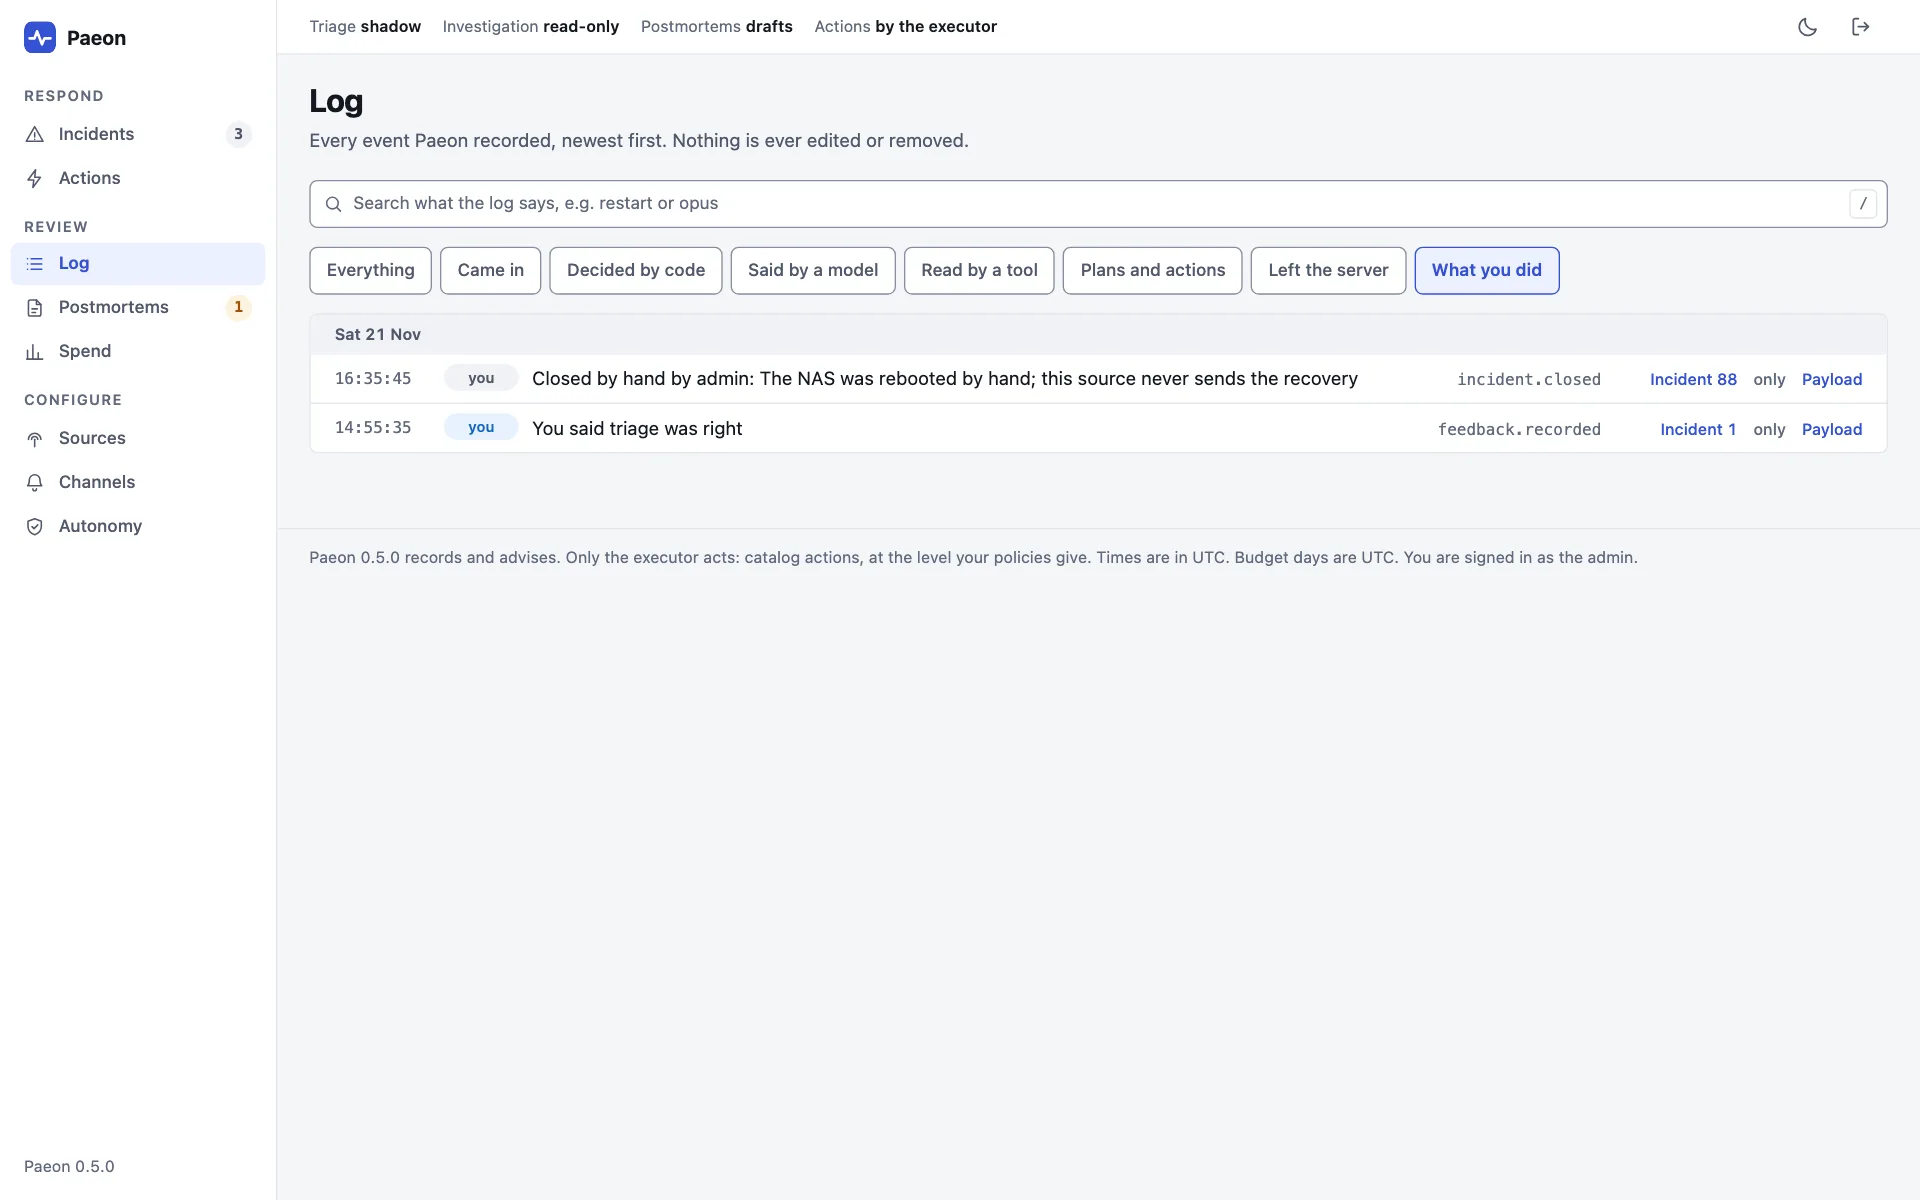 Paeon
RESPOND
Incidents 3
Actions
REVIEW
Log
Postmortems 1
Spend
CONFIGURE
Sources
Channels
Autonomy
Paeon 0.5.0
Triage shadow Investigation read-only Postmortems drafts Actions by the executor
Log
Every event Paeon recorded, newest first. Nothing is ever edited or removed.
Search what the log says, e.g. restart or opus /
Everything Came in Decided by code Said by a model Read by a tool Plans and actions Left the server What you did
Sat 21 Nov
16:35:45 you Closed by hand by admin: The NAS was rebooted by hand; this source never sends the recovery incident.closed Incident 88 only Payload
14:55:35 you You said triage was right feedback.recorded Incident 1 only Payload
Paeon 0.5.0 records and advises. Only the executor acts: catalog actions, at the level your policies give. Times are in UTC. Budget days are UTC. You are signed in as the admin.